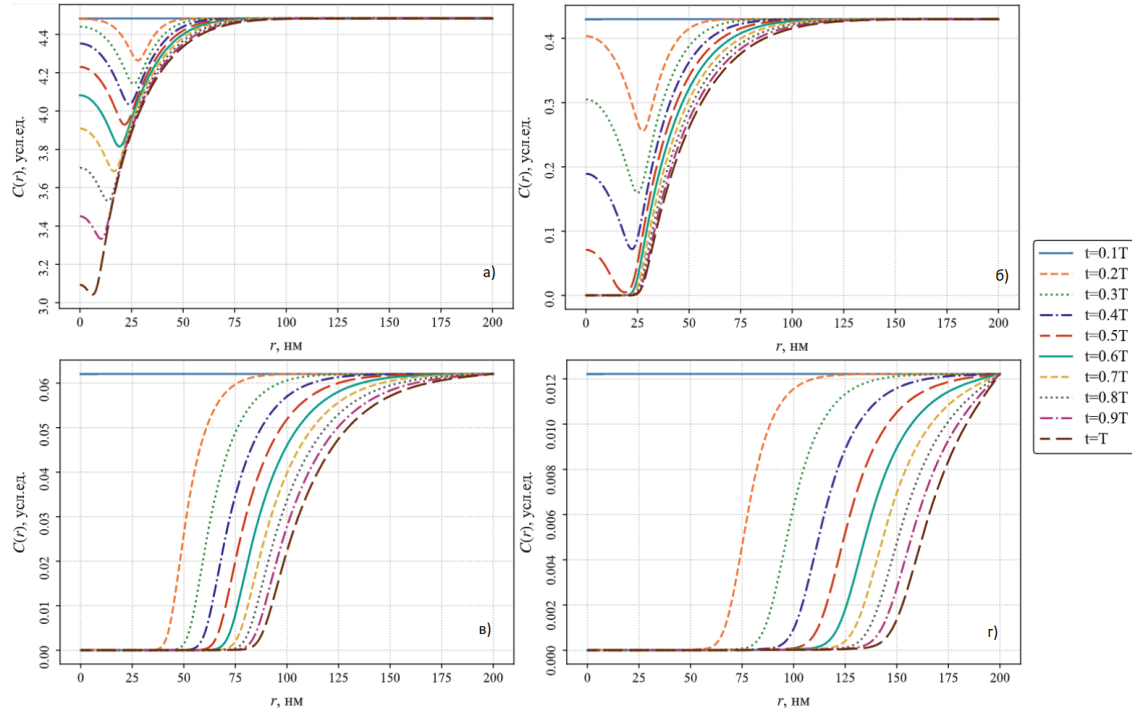 C(r), усл.ед.
4.4
4.2
4.0
3.8
3.6
3.4
3.2
3.0
0 25 50 75 100 125 150 175 200
r, нм
а)
C(r), усл.ед.
0.4
0.3
0.2
0.1
0.0
0 25 50 75 100 125 150 175 200
r, нм
б)
C(r), усл.ед.
0.06
0.05
0.04
0.03
0.02
0.01
0.00
0 25 50 75 100 125 150 175 200
r, нм
в)
C(r), усл.ед.
0.012
0.010
0.008
0.006
0.004
0.002
0.000
0 25 50 75 100 125 150 175 200
r, нм
г)
t=0.1T
t=0.2T
t=0.3T
t=0.4T
t=0.5T
t=0.6T
t=0.7T
t=0.8T
t=0.9T
t=T